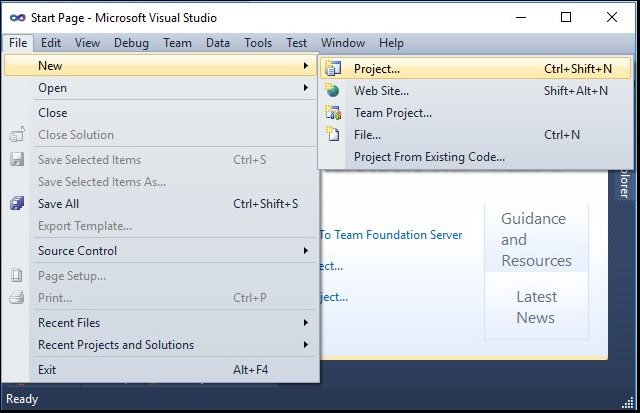 Start Page - Microsoft Visual Studio
File Edit View Debug Team Data Tools Test Window Help
New
Open
Close
Close Solution
Save Selected Items Ctrl+S
Save Selected Items As...
Save All Ctrl+Shift+S
Export Template...
Source Control
Page Setup...
Print... Ctrl+P
Recent Files
Recent Projects and Solutions
Exit Alt+F4
Project... Ctrl+Shift+N
Web Site... Shift+Alt+N
Team Project...
File... Ctrl+N
Project From Existing Code...
To Team Foundation Server
ect...
ject...
Guidance
and
Resources
Latest
News
plorer
Ready